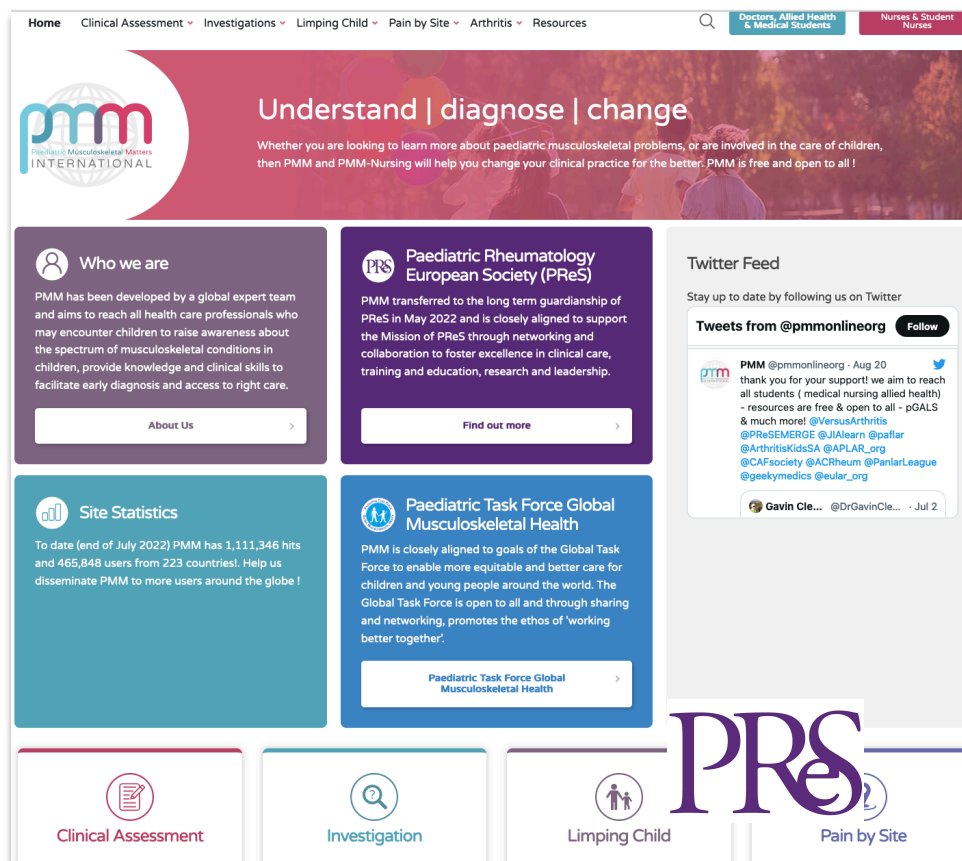 Home Clinical Assessment Investigations Limping Child Pain by Site Arthritis Resources
Doctors, Allied Health
& Medical Students
Nurses & Student
Nurses
pmm
Paediatric Musculoskeletal Matters
INTERNATIONAL
Understand | diagnose | change
Whether you are looking to learn more about paediatric musculoskeletal problems, or are involved in the care of children,
then PMM and PMM-Nursing will help you change your clinical practice for the better. PMM is free and open to all !
Who we are
PMM has been developed by a global expert team
and aims to reach all health care professionals who
may encounter children to raise awareness about
the spectrum of musculoskeletal conditions in
children, provide knowledge and clinical skills to
facilitate early diagnosis and access to right care.
About Us
PReS
Paediatric Rheumatology
European Society (PReS)
PMM transferred to the long term guardianship of
PReS in May 2022 and is closely aligned to support
the Mission of PReS through networking and
collaboration to foster excellence in clinical care,
training and education, research and leadership.
Find out more
Twitter Feed
Stay up to date by following us on Twitter
Tweets from @pmmonlineorg Follow
PMM @pmmonlineorg · Aug 20
thank you for your support! we aim to reach
all students ( medical nursing allied health)
- resources are free & open to all - pGALS
& much more! @VersusArthritis
@PReSEMERGE @JIAlearn @paflar
@ArthritisKidsSA @APLAR_org
@CAFsociety @ACRheum @PanlarLeague
@geekymedics @eular_org
Gavin Cle... @DrGavinCle... · Jul 2
Site Statistics
To date (end of July 2022) PMM has 1,111,346 hits
and 465,848 users from 223 countries!. Help us
disseminate PMM to more users around the globe !
Paediatric Task Force Global
Musculoskeletal Health
PMM is closely aligned to goals of the Global Task
Force to enable more equitable and better care for
children and young people around the world. The
Global Task Force is open to all and through sharing
and networking, promotes the ethos of 'working
better together'.
Paediatric Task Force Global
Musculoskeletal Health
PReS
Clinical Assessment
Investigation
Limping Child
Pain by Site